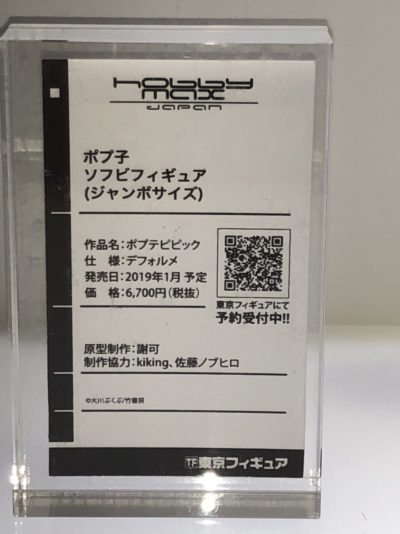 hobby
max
JAPAN
ポプ子
ソフビフィギュア
(ジャンボサイズ)
作品名：ポプテピピック
仕　様：デフォルメ
発売日：2019年1月 予定
価　格：6,700円（税抜）
東京フィギュアにて
予約受付中!!
原型制作：謝可
制作協力：kiking、佐藤ノブヒロ
©大川ぶくぶ/竹書房
TF 東京フィギュア